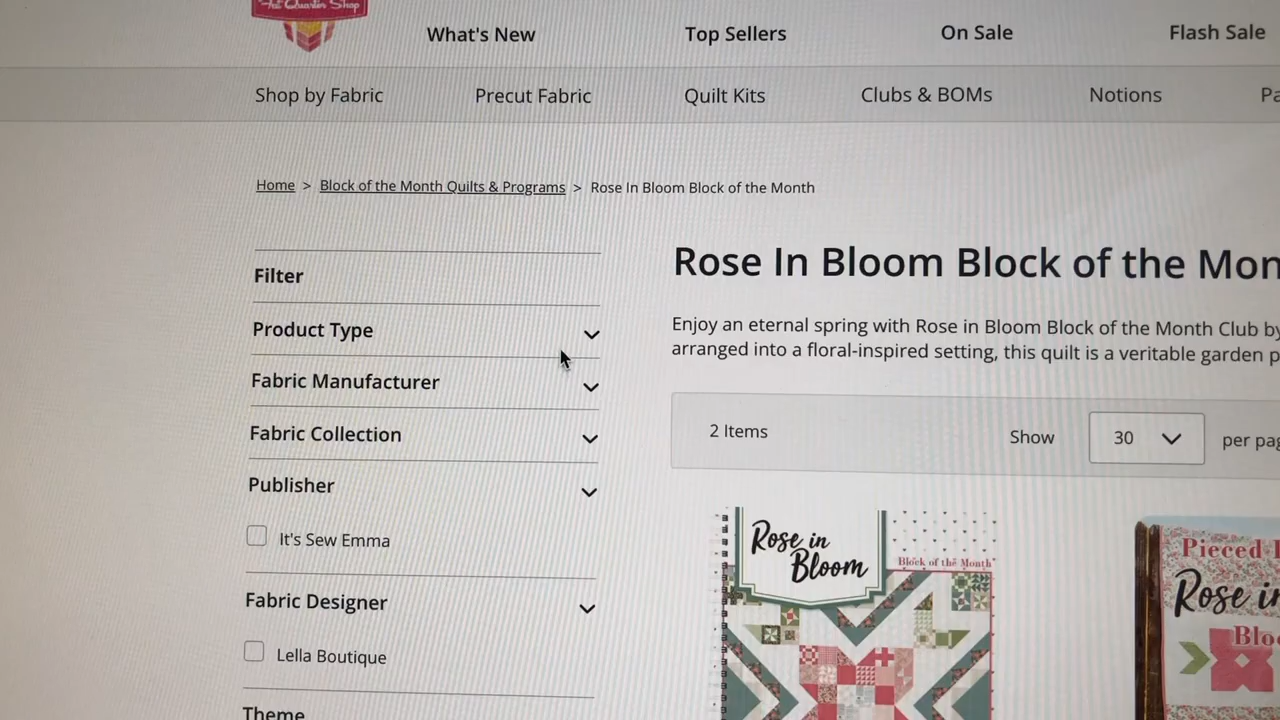 Fat Quarter Shop
What's New Top Sellers On Sale Flash Sale
Shop by Fabric Precut Fabric Quilt Kits Clubs & BOMs Notions
Home > Block of the Month Quilts & Programs > Rose In Bloom Block of the Month
Filter
Product Type
Fabric Manufacturer
Fabric Collection
Publisher
It's Sew Emma
Fabric Designer
Lella Boutique
Theme
Rose In Bloom Block of the Mon
Enjoy an eternal spring with Rose in Bloom Block of the Month Club by
arranged into a floral-inspired setting, this quilt is a veritable garden p
2 Items Show 30 per pag
Rose in
Bloom
Block of the Month
Pieced
Rose in
Blo